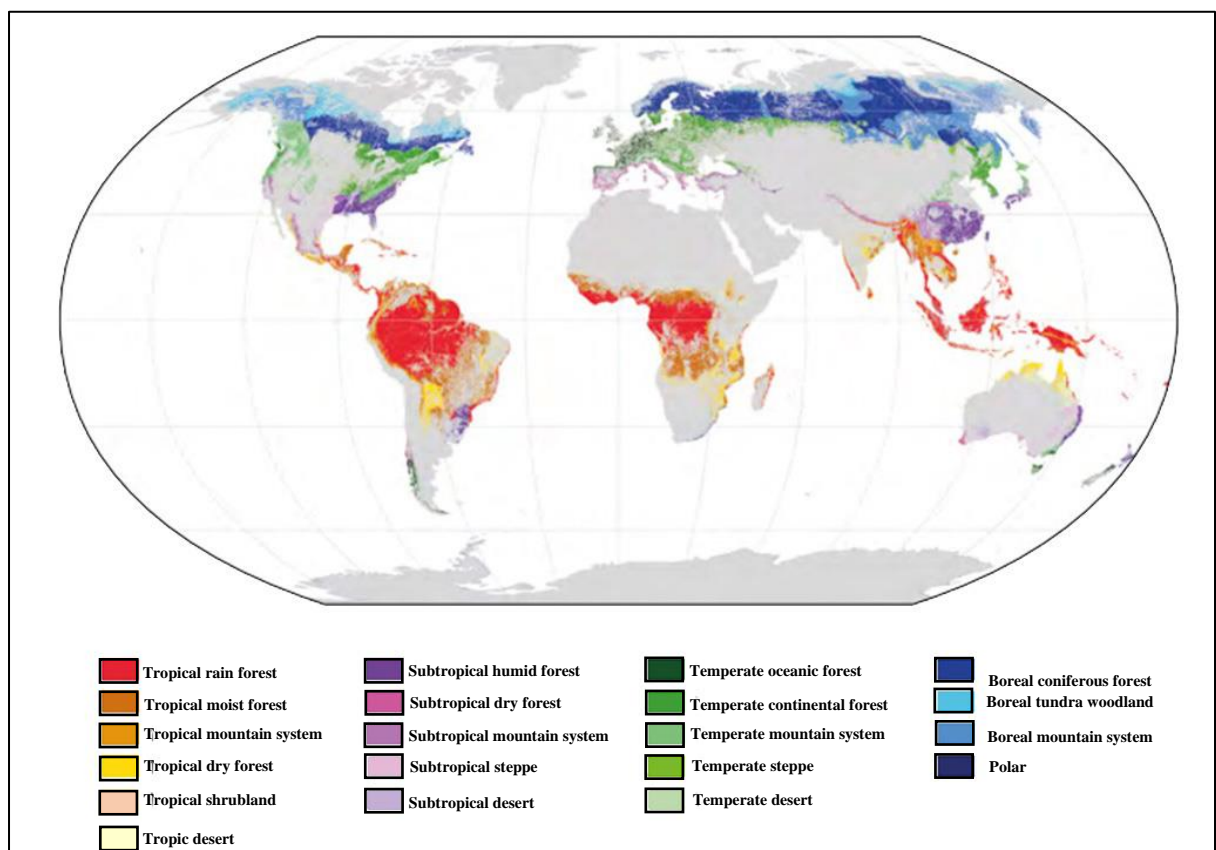 Tropical rain forest
Tropical moist forest
Tropical mountain system
Tropical dry forest
Tropical shrubland
Tropic desert
Subtropical humid forest
Subtropical dry forest
Subtropical mountain system
Subtropical steppe
Subtropical desert
Temperate oceanic forest
Temperate continental forest
Temperate mountain system
Temperate steppe
Temperate desert
Boreal coniferous forest
Boreal tundra woodland
Boreal mountain system
Polar